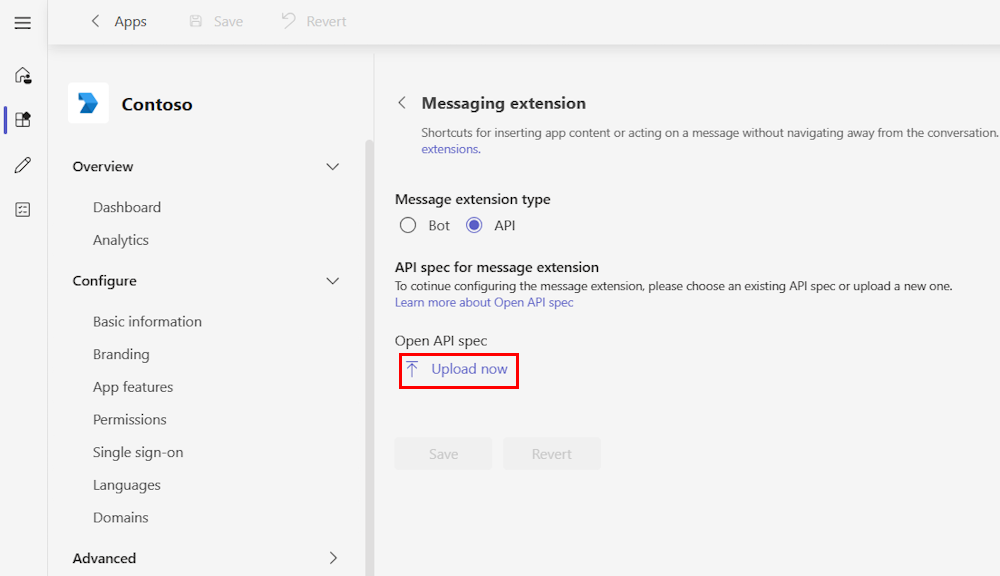 Apps
Save
Revert
Contoso
Overview
Dashboard
Analytics
Configure
Basic information
Branding
App features
Permissions
Single sign-on
Languages
Domains
Advanced
Messaging extension
Shortcuts for inserting app content or acting on a message without navigating away from the conversation.
extensions.
Message extension type
Bot
API
API spec for message extension
To cotinue configuring the message extension, please choose an existing API spec or upload a new one.
Learn more about Open API spec
Open API spec
Upload now
Save
Revert